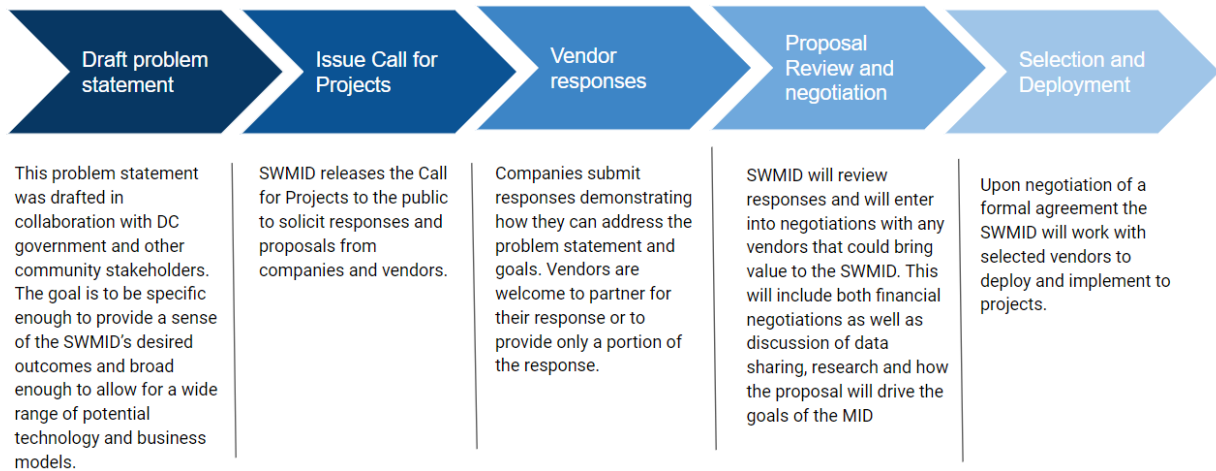 Draft problem
statement
Issue Call for
Projects
Vendor
responses
Proposal
Review and
negotiation
Selection and
Deployment
This problem statement
was drafted in
collaboration with DC
government and other
community stakeholders.
The goal is to be specific
enough to provide a sense
of the SWMID's desired
outcomes and broad
enough to allow for a wide
range of potential
technology and business
models.
SWMID releases the Call
for Projects to the public
to solicit responses and
proposals from
companies and vendors.
Companies submit
responses demonstrating
how they can address the
problem statement and
goals. Vendors are
welcome to partner for
their response or to
provide only a portion of
the response.
SWMID will review
responses and will enter
into negotiations with any
vendors that could bring
value to the SWMID. This
will include both financial
negotiations as well as
discussion of data
sharing, research and how
the proposal will drive the
goals of the MID
Upon negotiation of a
formal agreement the
SWMID will work with
selected vendors to
deploy and implement to
projects.